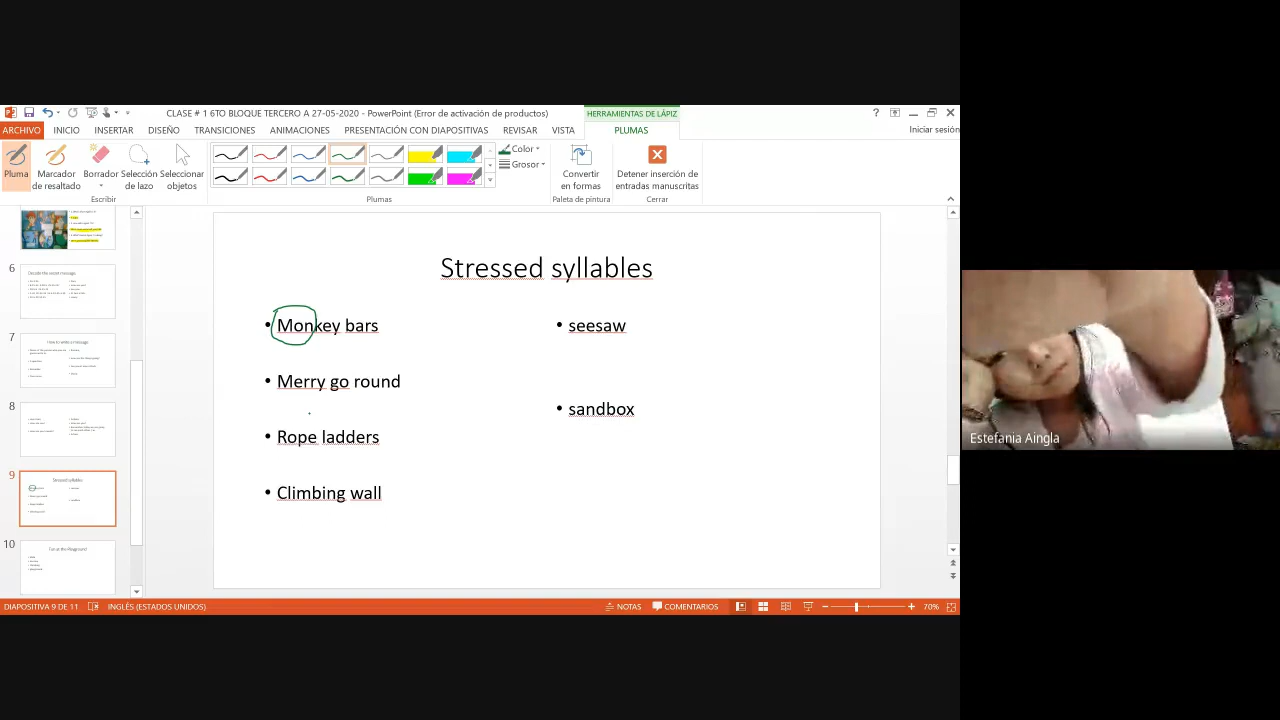 CLASE # 1 6TO BLOQUE TERCERO A 27-05-2020 - PowerPoint (Error de activación de productos)
HERRAMIENTAS DE LÁPIZ
?
ARCHIVO INICIO INSERTAR DISEÑO TRANSICIONES ANIMACIONES PRESENTACIÓN CON DIAPOSITIVAS REVISAR VISTA PLUMAS
Iniciar sesión
Pluma
Marcador de resaltado
Borrador
Selección de lazo
Seleccionar objetos
Color
Grosor
Convertir en formas
Detener inserción de entradas manuscritas
Escribir
Plumas
Paleta de pintura
Cerrar
6
7
8
9
10
Decode the secret message
How to write a message
Stressed syllables
Fun at the Playground
Stressed syllables
• Monkey bars
• Merry go round
• Rope ladders
• Climbing wall
• seesaw
• sandbox
Estefania Aingla
DIAPOSITIVA 9 DE 11
INGLÉS (ESTADOS UNIDOS)
NOTAS
COMENTARIOS
70%